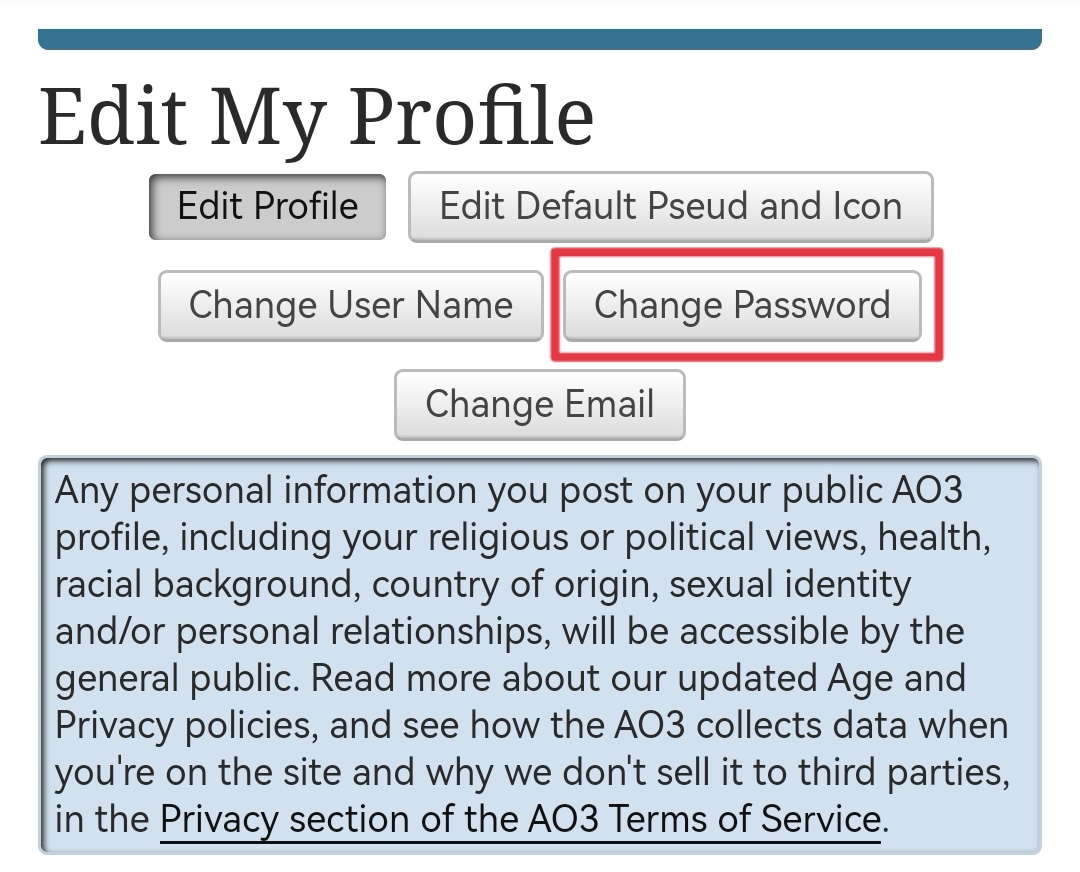 Edit My Profile
Edit Profile Edit Default Pseud and Icon
Change User Name Change Password
Change Email
Any personal information you post on your public AO3
profile, including your religious or political views, health,
racial background, country of origin, sexual identity
and/or personal relationships, will be accessible by the
general public. Read more about our updated Age and
Privacy policies, and see how the AO3 collects data when
you're on the site and why we don't sell it to third parties,
in the Privacy section of the AO3 Terms of Service.